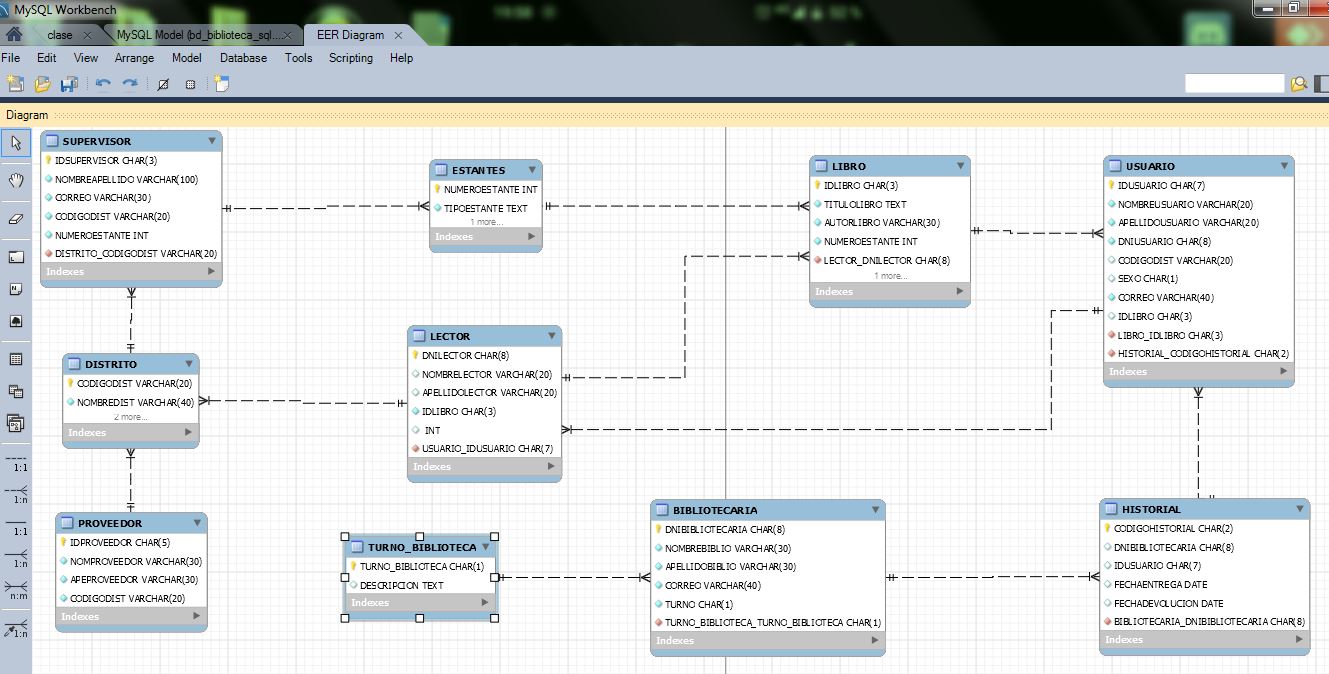 MySQL Workbench
19:58
50 %
clase
MySQL Model (bd_biblioteca_sql....
EER Diagram
File Edit View Arrange Model Database Tools Scripting Help
Diagram
1:1
1:n
1:1
1:n
n:m
1:n
SUPERVISOR
IDSUPERVISOR CHAR(3)
NOMBREAPELLIDO VARCHAR(100)
CORREO VARCHAR(30)
CODIGODIST VARCHAR(20)
NUMEROESTANTE INT
DISTRITO_CODIGODIST VARCHAR(20)
Indexes
ESTANTES
NUMEROESTANTE INT
TIPOESTANTE TEXT
1 more...
Indexes
LIBRO
IDLIBRO CHAR(3)
TITULOLIBRO TEXT
AUTORLIBRO VARCHAR(30)
NUMEROESTANTE INT
LECTOR_DNILECTOR CHAR(8)
1 more...
Indexes
USUARIO
IDUSUARIO CHAR(7)
NOMBREUSUARIO VARCHAR(20)
APELLIDOUSUARIO VARCHAR(20)
DNIUSUARIO CHAR(8)
CODIGODIST VARCHAR(20)
SEXO CHAR(1)
CORREO VARCHAR(40)
IDLIBRO CHAR(3)
LIBRO_IDLIBRO CHAR(3)
HISTORIAL_CODIGOHISTORIAL CHAR(2)
Indexes
DISTRITO
CODIGODIST VARCHAR(20)
NOMBREDIST VARCHAR(40)
2 more...
Indexes
LECTOR
DNILECTOR CHAR(8)
NOMBRELECTOR VARCHAR(20)
APELLIDOLECTOR VARCHAR(20)
IDLIBRO CHAR(3)
INT
USUARIO_IDUSUARIO CHAR(7)
Indexes
PROVEEDOR
IDPROVEEDOR CHAR(5)
NOMPROVEEDOR VARCHAR(30)
APEPROVEEDOR VARCHAR(30)
CODIGODIST VARCHAR(20)
Indexes
TURNO_BIBLIOTECA
TURNO_BIBLIOTECA CHAR(1)
DESCRIPCION TEXT
Indexes
BIBLIOTECARIA
DNIBIBLIOTECARIA CHAR(8)
NOMBREBIBLIO VARCHAR(30)
APELLIDOBIBLIO VARCHAR(30)
CORREO VARCHAR(40)
TURNO CHAR(1)
TURNO_BIBLIOTECA_TURNO_BIBLIOTECA CHAR(1)
Indexes
HISTORIAL
CODIGOHISTORIAL CHAR(2)
DNIBIBLIOTECARIA CHAR(8)
IDUSUARIO CHAR(7)
FECHAENTREGA DATE
FECHADEVOLUCION DATE
BIBLIOTECARIA_DNIBIBLIOTECARIA CHAR(8)
Indexes